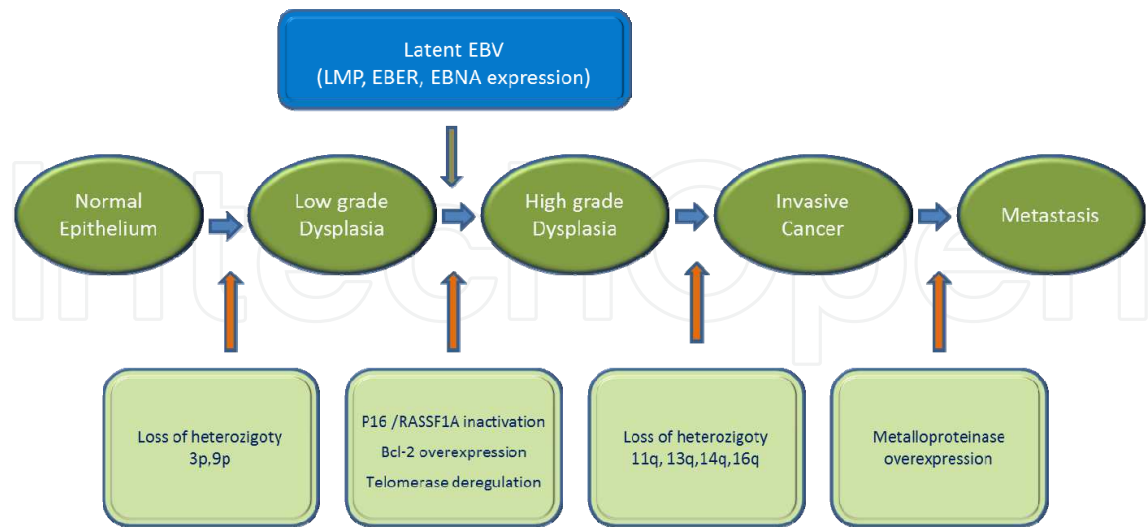 Latent EBV
(LMP, EBER, EBNA expression)
Normal
Epithelium
Low grade
Dysplasia
High grade
Dysplasia
Invasive
Cancer
Metastasis
IntechOpen
Loss of heterozigoty
3p,9p
P16 /RASSF1A inactivation
Bcl-2 overexpression
Telomerase deregulation
Loss of heterozigoty
11q, 13q,14q,16q
Metalloproteinase
overexpression